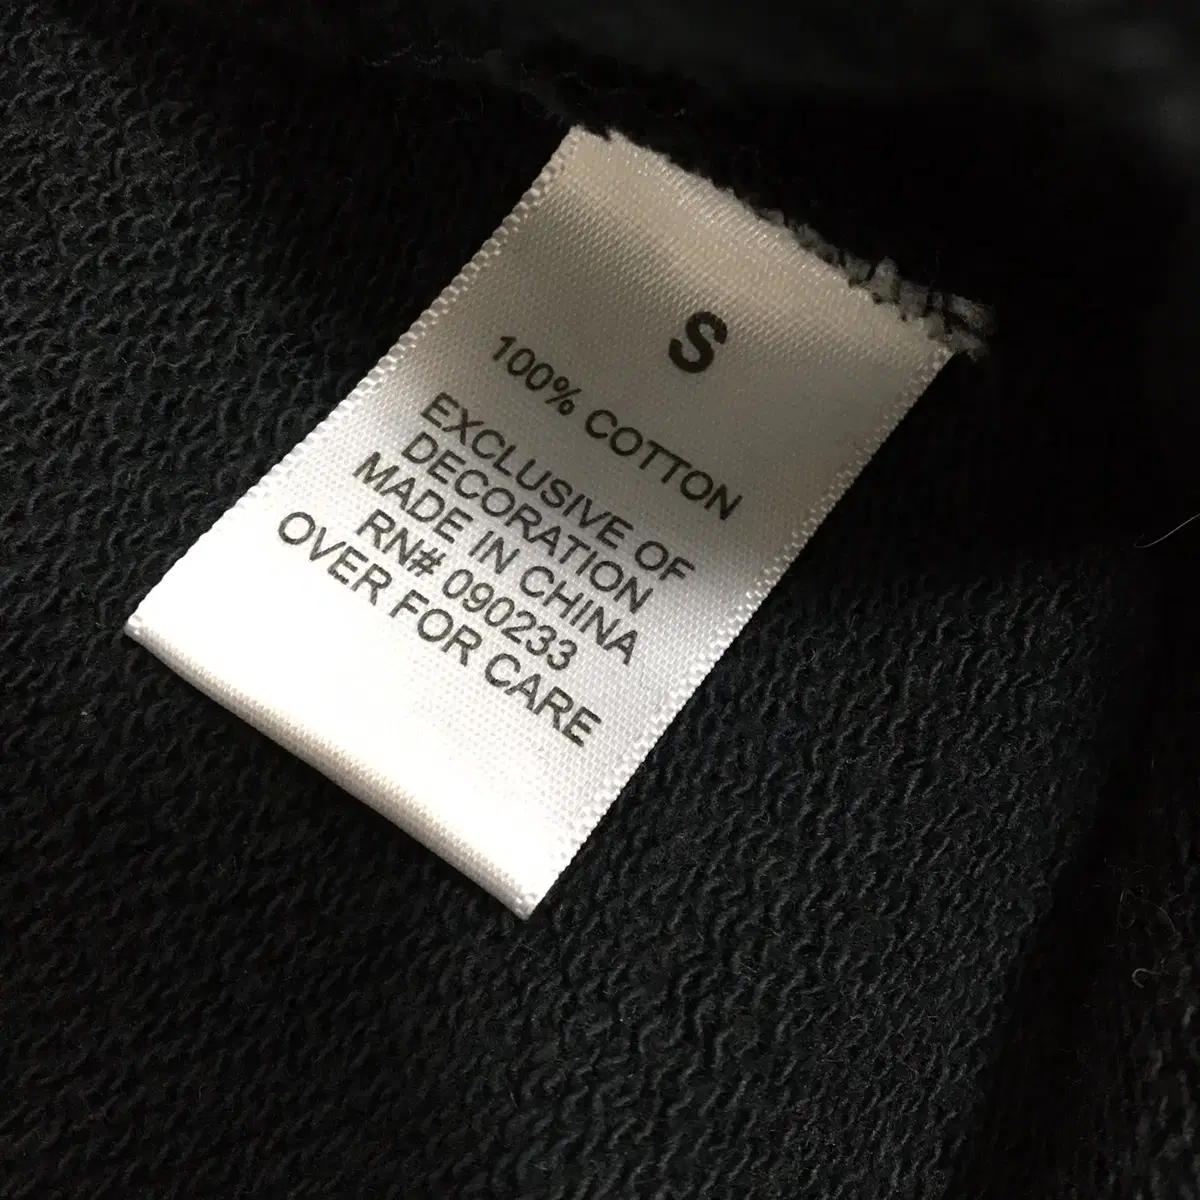 S
100% COTTON
EXCLUSIVE OF
DECORATION
MADE IN CHINA
RN# 090233
OVER FOR CARE